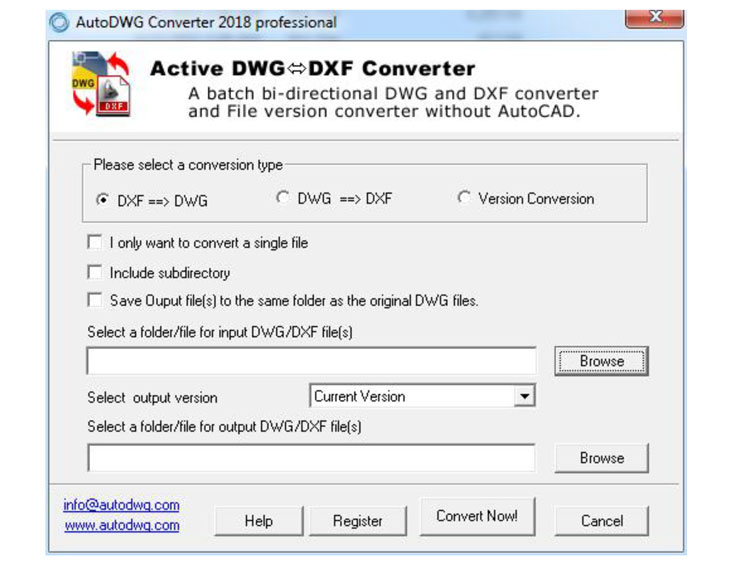 AutoDWG Converter 2018 professional
x
Active DWG⇔DXF Converter
DWG
DXF
A batch bi-directional DWG and DXF converter
and File version converter without AutoCAD.
Please select a conversion type
DXF ==> DWG
DWG ==> DXF
Version Conversion
I only want to convert a single file
Include subdirectory
Save Ouput file(s) to the same folder as the original DWG files.
Select a folder/file for input DWG/DXF file(s)
Browse
Select output version
Current Version
Select a folder/file for output DWG/DXF file(s)
Browse
info@autodwg.com
www.autodwg.com
Help
Register
Convert Now!
Cancel